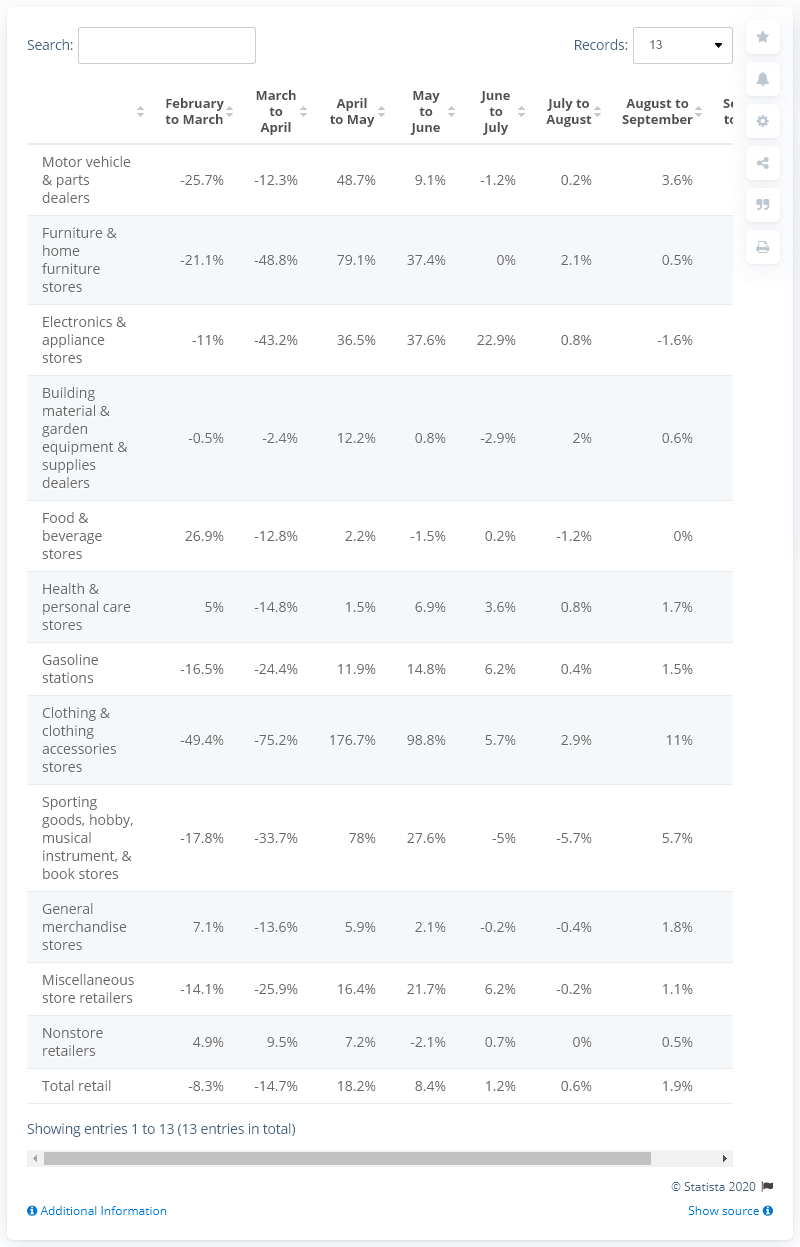 Search:
Records: 13
February to March
March to April
April to May
May to June
June to July
July to August
August to September
Motor vehicle & parts dealers -25.7% -12.3% 48.7% 9.1% -1.2% 0.2% 3.6%
Furniture & home furniture stores -21.1% -48.8% 79.1% 37.4% 0% 2.1% 0.5%
Electronics & appliance stores -11% -43.2% 36.5% 37.6% 22.9% 0.8% -1.6%
Building material & garden equipment & supplies dealers -0.5% -2.4% 12.2% 0.8% -2.9% 2% 0.6%
Food & beverage stores 26.9% -12.8% 2.2% -1.5% 0.2% -1.2% 0%
Health & personal care stores 5% -14.8% 1.5% 6.9% 3.6% 0.8% 1.7%
Gasoline stations -16.5% -24.4% 11.9% 14.8% 6.2% 0.4% 1.5%
Clothing & clothing accessories stores -49.4% -75.2% 176.7% 98.8% 5.7% 2.9% 11%
Sporting goods, hobby, musical instrument, & book stores -17.8% -33.7% 78% 27.6% -5% -5.7% 5.7%
General merchandise stores 7.1% -13.6% 5.9% 2.1% -0.2% -0.4% 1.8%
Miscellaneous store retailers -14.1% -25.9% 16.4% 21.7% 6.2% -0.2% 1.1%
Nonstore retailers 4.9% 9.5% 7.2% -2.1% 0.7% 0% 0.5%
Total retail -8.3% -14.7% 18.2% 8.4% 1.2% 0.6% 1.9%
Showing entries 1 to 13 (13 entries in total)
© Statista 2020
Additional Information
Show source